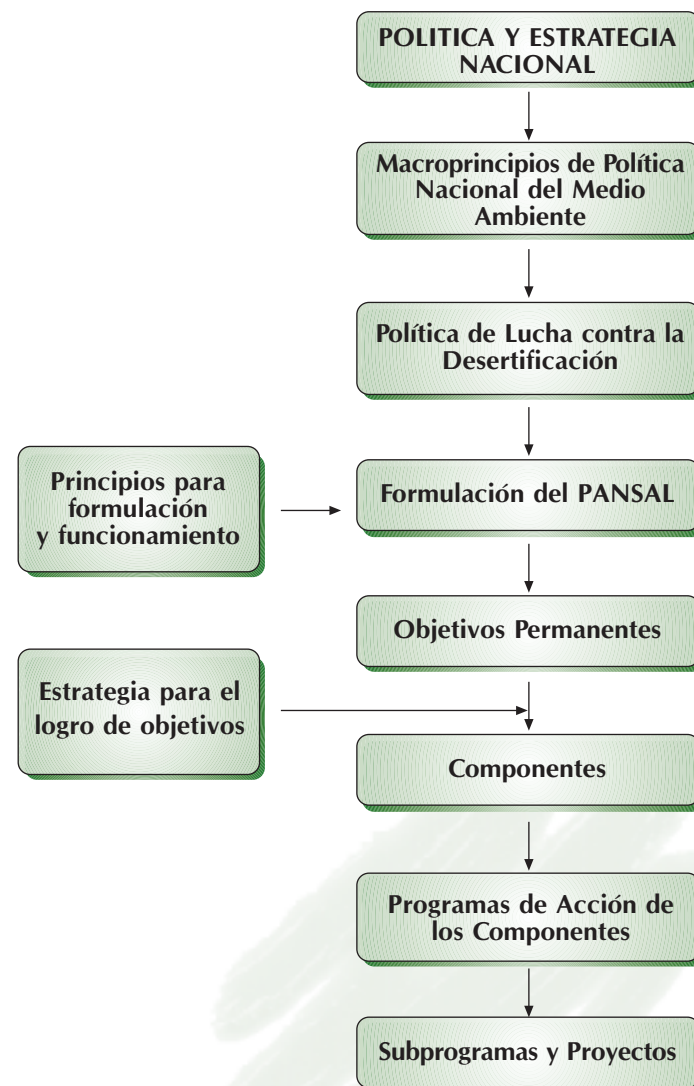 POLITICA Y ESTRATEGIA
NACIONAL
Macroprincipios de Política
Nacional del Medio
Ambiente
Política de Lucha contra la
Desertificación
Principios para
formulación
y funcionamiento
Formulación del PANSAL
Objetivos Permanentes
Estrategia para el
logro de objetivos
Componentes
Programas de Acción de
los Componentes
Subprogramas y Proyectos